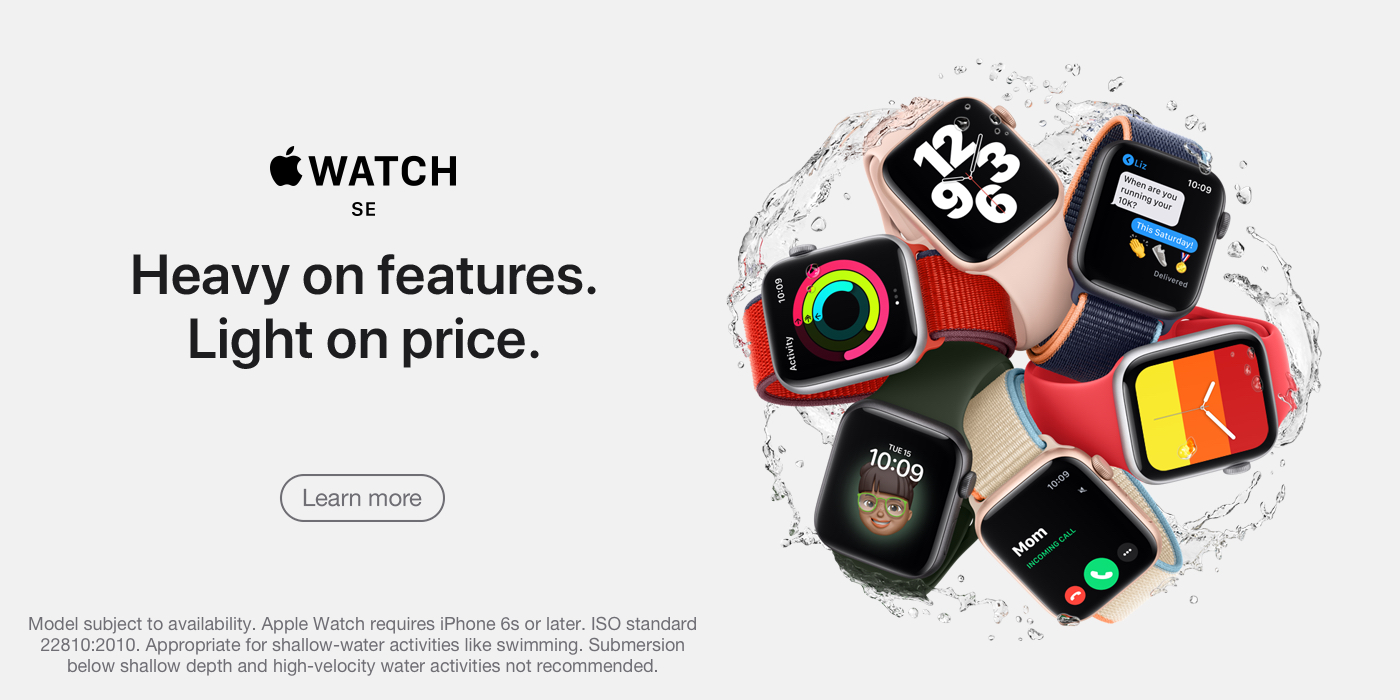 WATCH
SE
Heavy on features.
Light on price.
Learn more
Model subject to availability. Apple Watch requires iPhone 6s or later. ISO standard
22810:2010. Appropriate for shallow-water activities like swimming. Submersion
below shallow depth and high-velocity water activities not recommended.
12
3
9
6
Liz
10:09
When are you
running your
10K?
This Saturday!
Delivered
10:09
Activity
TUE 15
10:09
10:09
Mom
INCOMING CALL